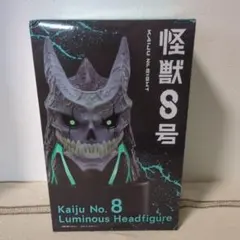 怪獣8号
KAIJU No.EIGHT
Kaiju No. 8
Luminous Headfigure